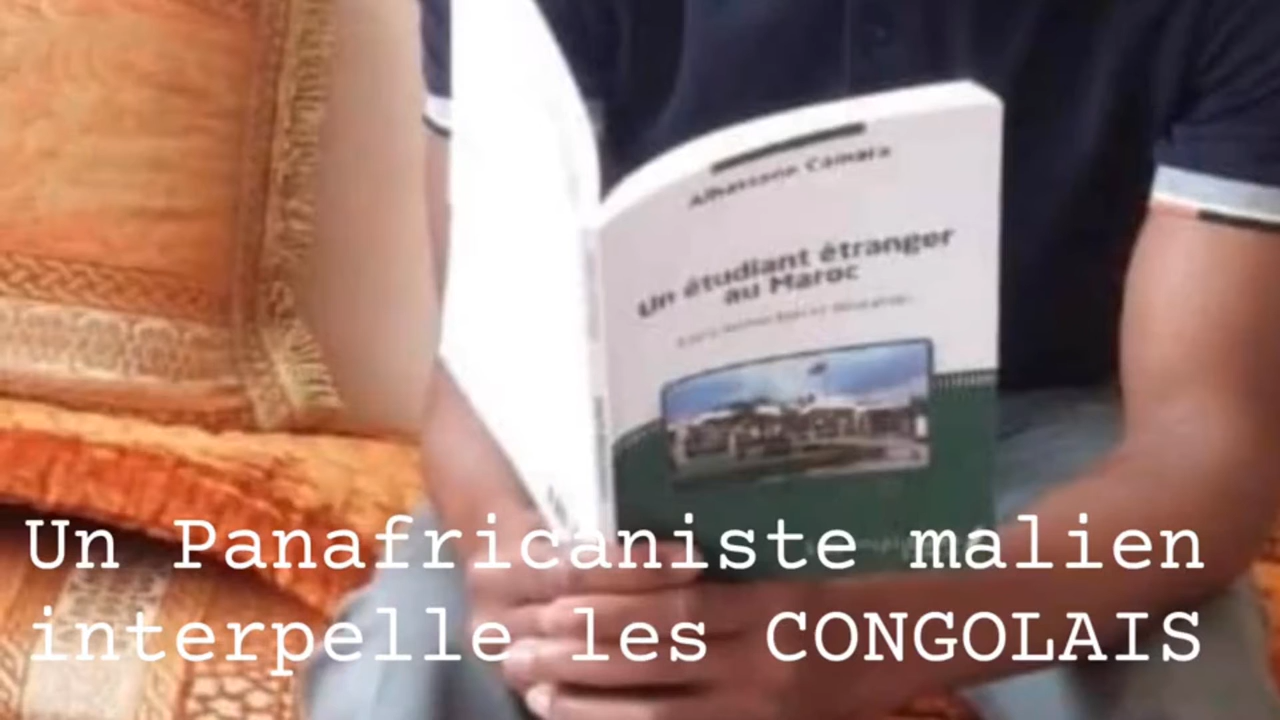 Alhassane Camara
Un étudiant étranger
au Maroc
Un Panafricaniste malien
interpelle les CONGOLAIS